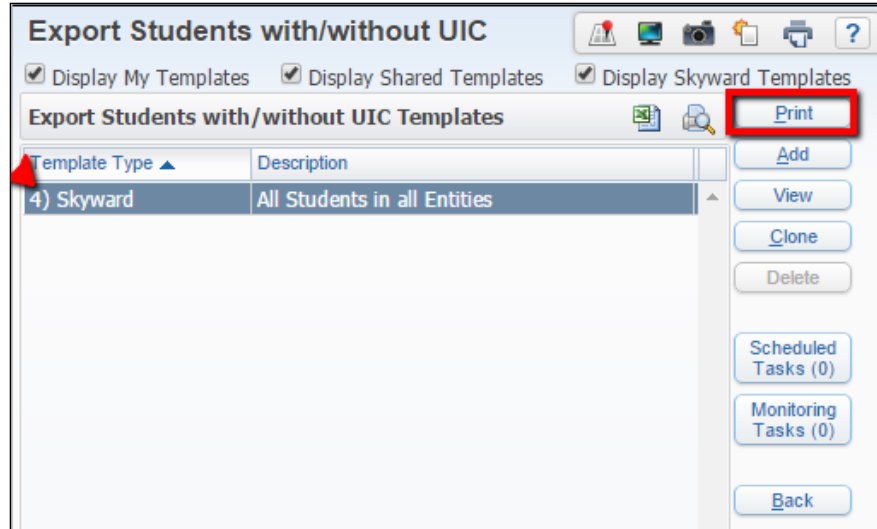 Export Students with/without UIC
?
Display My Templates Display Shared Templates Display Skyward Templates
Export Students with/without UIC Templates
Print
Template Type Description
Add
4) Skyward All Students in all Entities
View
Clone
Delete
Scheduled
Tasks (0)
Monitoring
Tasks (0)
Back